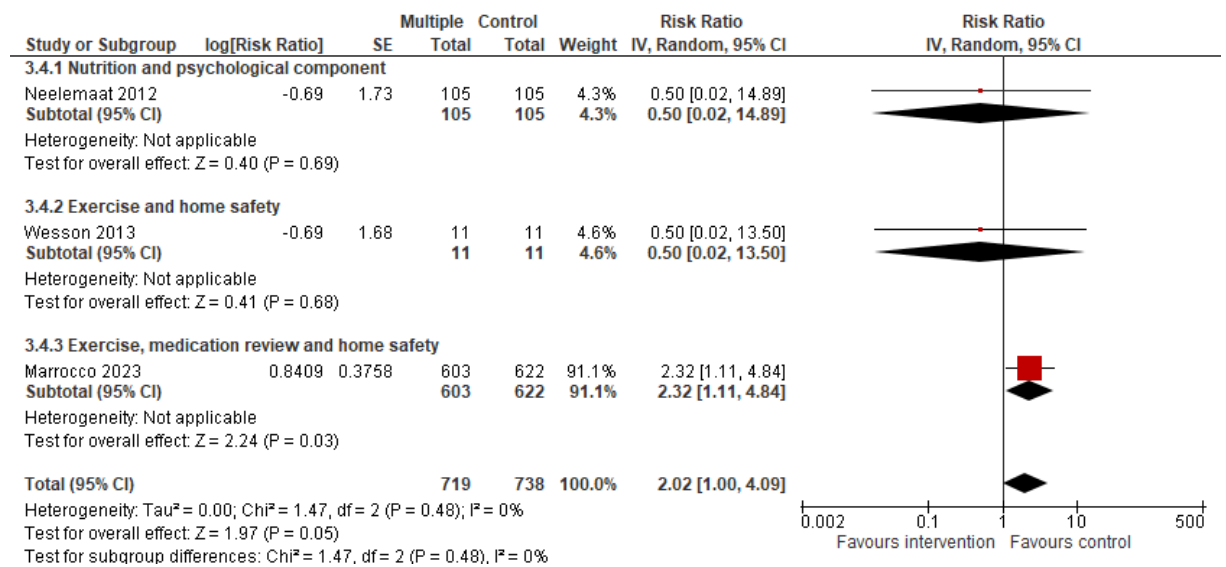 Multiple Control Risk Ratio Risk Ratio
Study or Subgroup log[Risk Ratio] SE Total Total Weight IV, Random, 95% CI IV, Random, 95% CI
3.4.1 Nutrition and psychological component
Neelemaat 2012 -0.69 1.73 105 105 4.3% 0.50 [0.02, 14.89]
Subtotal (95% CI) 105 105 4.3% 0.50 [0.02, 14.89]
Heterogeneity: Not applicable
Test for overall effect: Z = 0.40 (P = 0.69)
3.4.2 Exercise and home safety
Wesson 2013 -0.69 1.68 11 11 4.6% 0.50 [0.02, 13.50]
Subtotal (95% CI) 11 11 4.6% 0.50 [0.02, 13.50]
Heterogeneity: Not applicable
Test for overall effect: Z = 0.41 (P = 0.68)
3.4.3 Exercise, medication review and home safety
Marrocco 2023 0.8409 0.3758 603 622 91.1% 2.32 [1.11, 4.84]
Subtotal (95% CI) 603 622 91.1% 2.32 [1.11, 4.84]
Heterogeneity: Not applicable
Test for overall effect: Z = 2.24 (P = 0.03)
Total (95% CI) 719 738 100.0% 2.02 [1.00, 4.09]
Heterogeneity: Tau² = 0.00; Chi² = 1.47, df = 2 (P = 0.48); I² = 0%
Test for overall effect: Z = 1.97 (P = 0.05)
Test for subgroup differences: Chi² = 1.47, df = 2 (P = 0.48), I² = 0%
0.002 0.1 1 10 500
Favours intervention Favours control